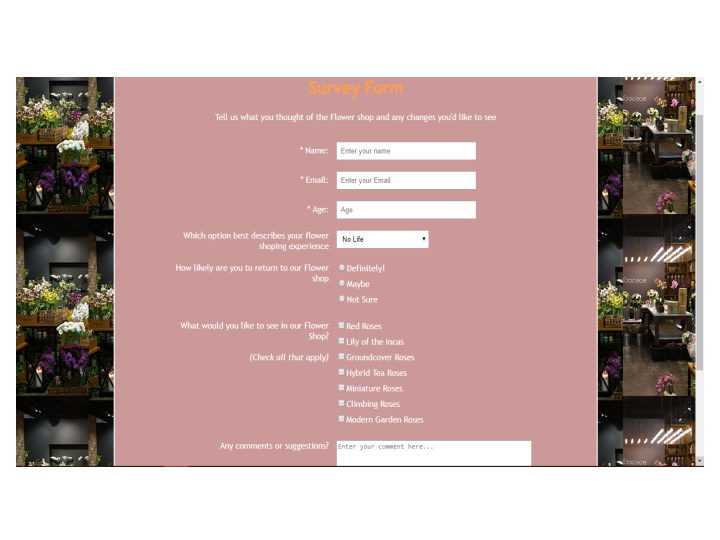 Survey Form
Tell us what you thought of the Flower shop and any changes you'd like to see
* Name:
Enter your name
* Email:
Enter your Email
* Age:
Age
Which option best describes your flower
shoping experience
No Life
How likely are you to return to our Flower
shop
Definitely!
Maybe
Not Sure
What would you like to see in our Flower
Shop?
(Check all that apply)
Red Roses
Lily of the Incas
Groundcover Roses
Hybrid Tea Roses
Miniature Roses
Climbing Roses
Modern Garden Roses
Any comments or suggestions?
Enter your comment here...